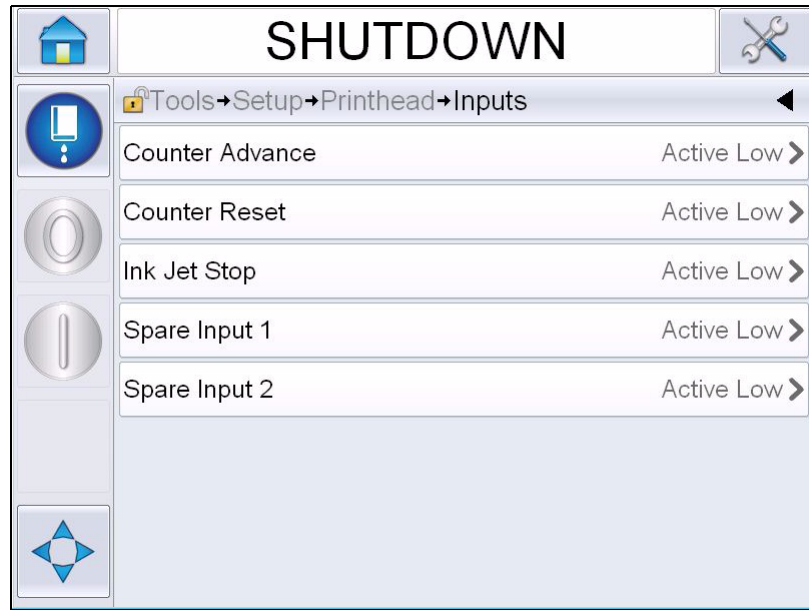 SHUTDOWN
Tools→Setup→Printhead→Inputs
Counter Advance Active Low
Counter Reset Active Low
Ink Jet Stop Active Low
Spare Input 1 Active Low
Spare Input 2 Active Low